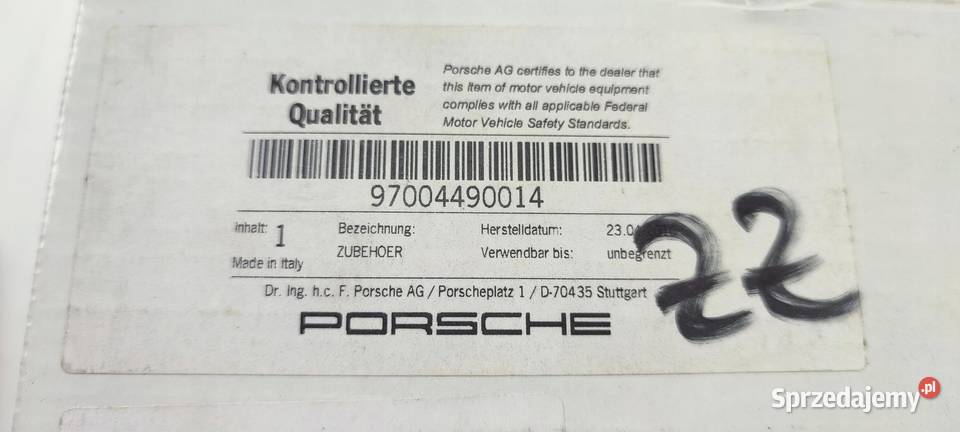 Kontrollierte
Qualität
Porsche AG certifies to the dealer that
this item of motor vehicle equipment
complies with all applicable Federal
Motor Vehicle Safety Standards.
97004490014
Inhalt: 1
Bezeichnung:
Herstelldatum:
23.0
ZUBEHOER
Verwendbar bis:
unbegrenzt
Made in Italy
Dr. Ing. h.c. F. Porsche AG / Porscheplatz 1 / D-70435 Stuttgart
PORSCHE
22
Sprzedajemy.pl